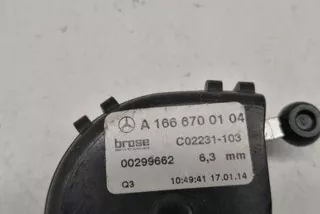 A 166 670 01 04
brose C02231-103
00299662 6,3 mm
Q3 10:49:41 17.01.14